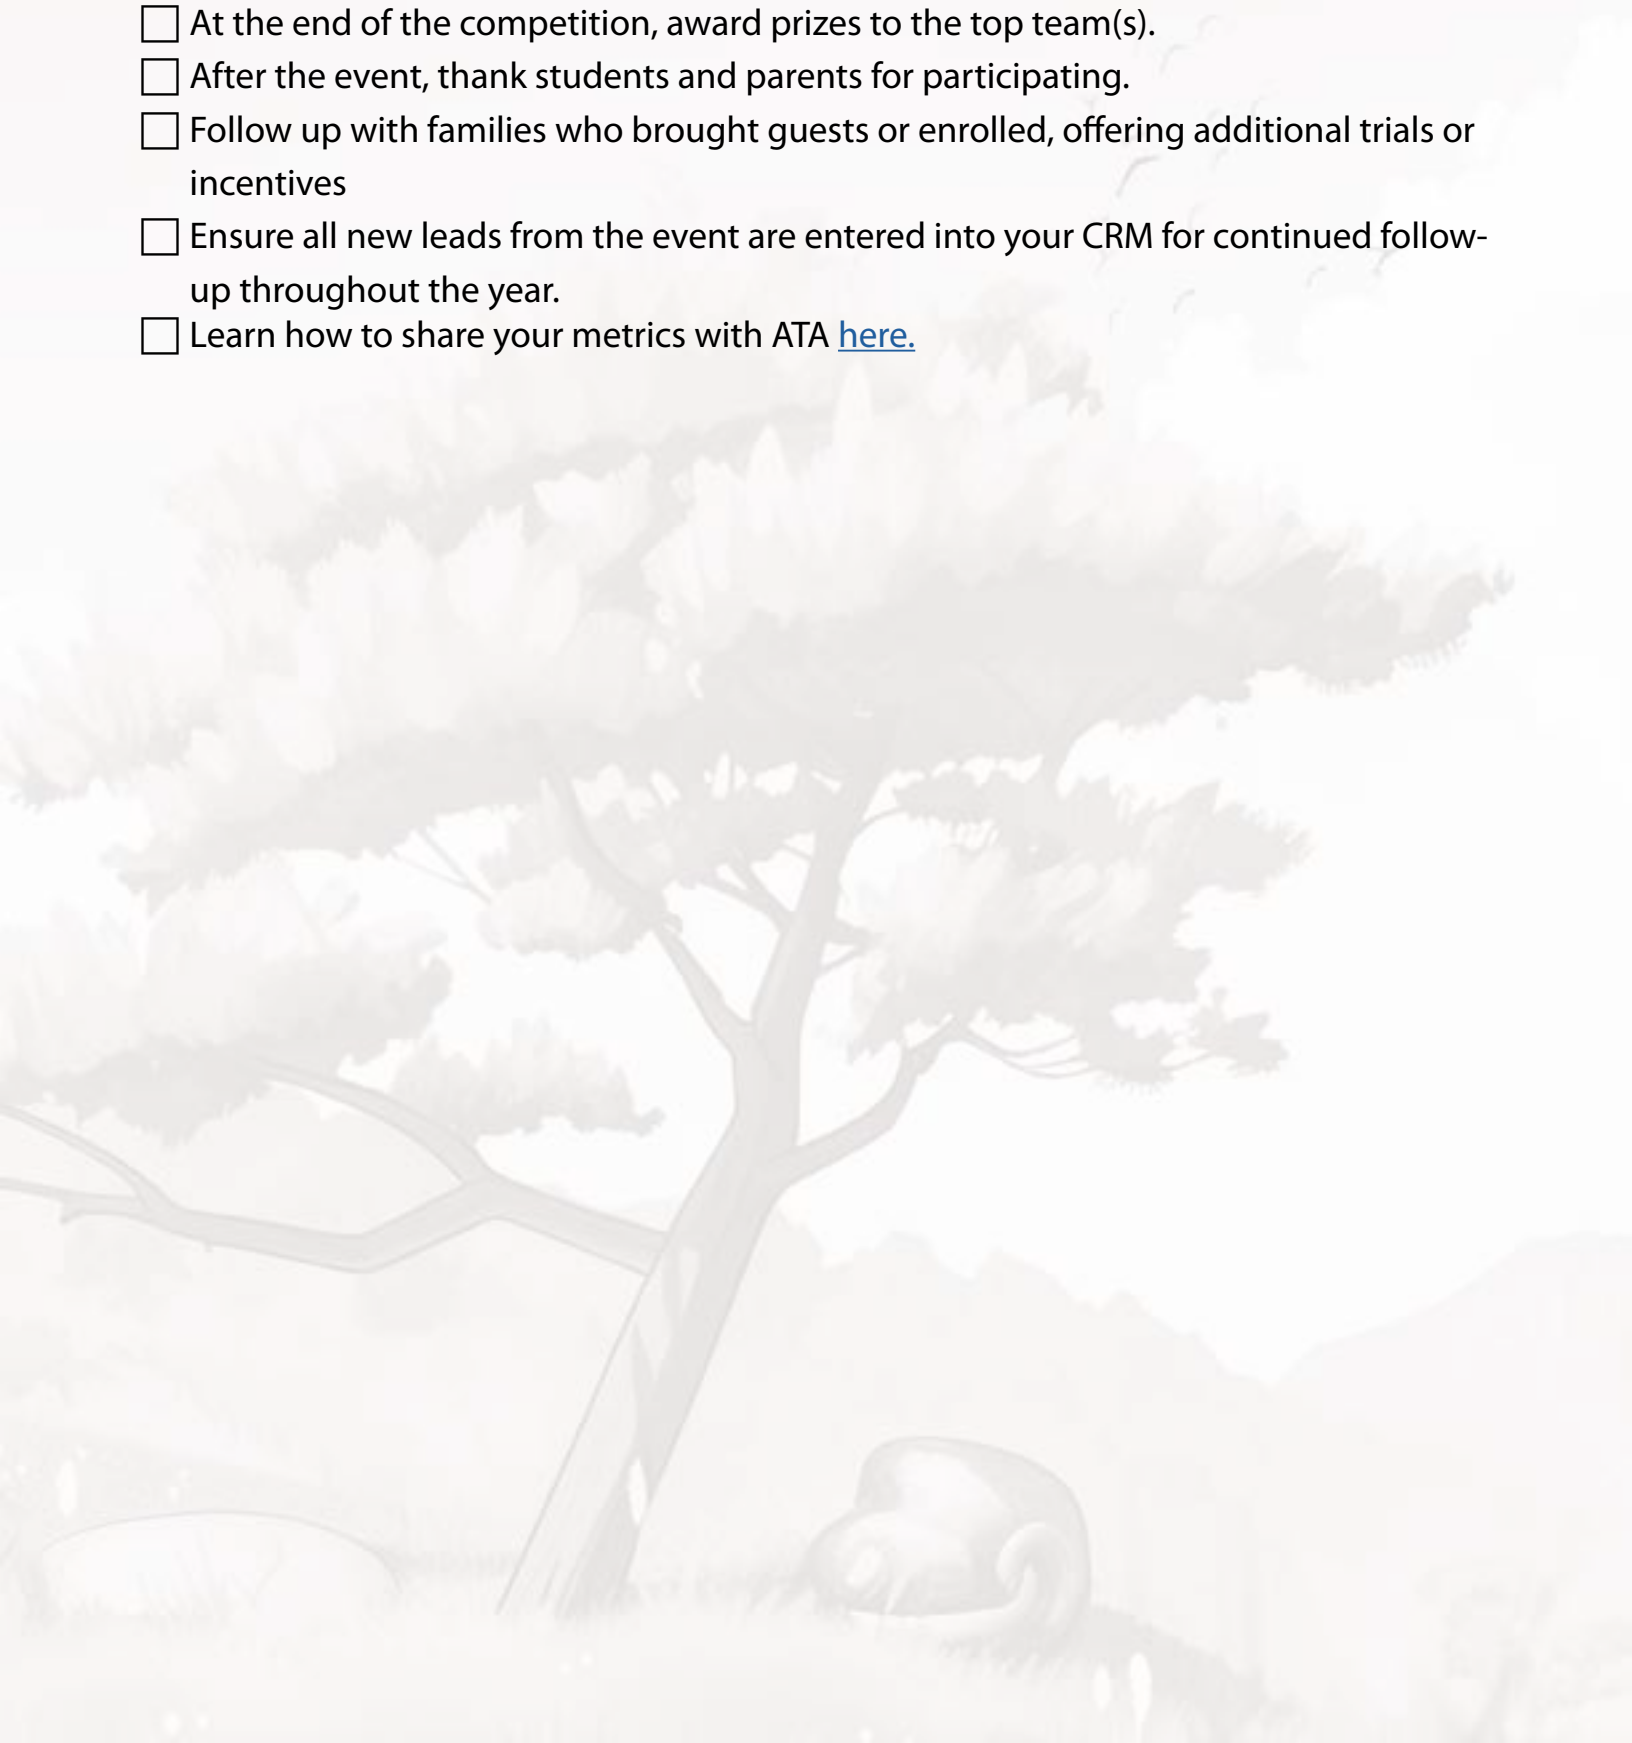 At the end of the competition, award prizes to the top team(s).
After the event, thank students and parents for participating.
Follow up with families who brought guests or enrolled, offering additional trials or
incentives
Ensure all new leads from the event are entered into your CRM for continued follow-
up throughout the year.
Learn how to share your metrics with ATA here.